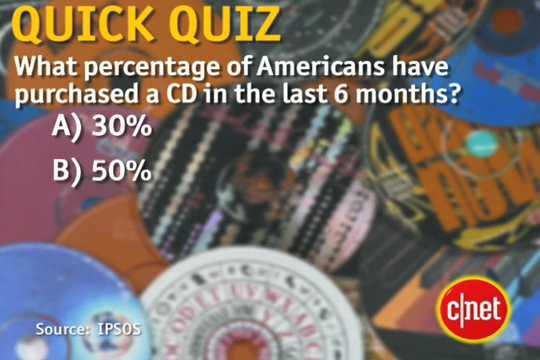 QUICK QUIZ
What percentage of Americans have
purchased a CD in the last 6 months?
A) 30%
B) 50%
Source: IPSOS
c|net